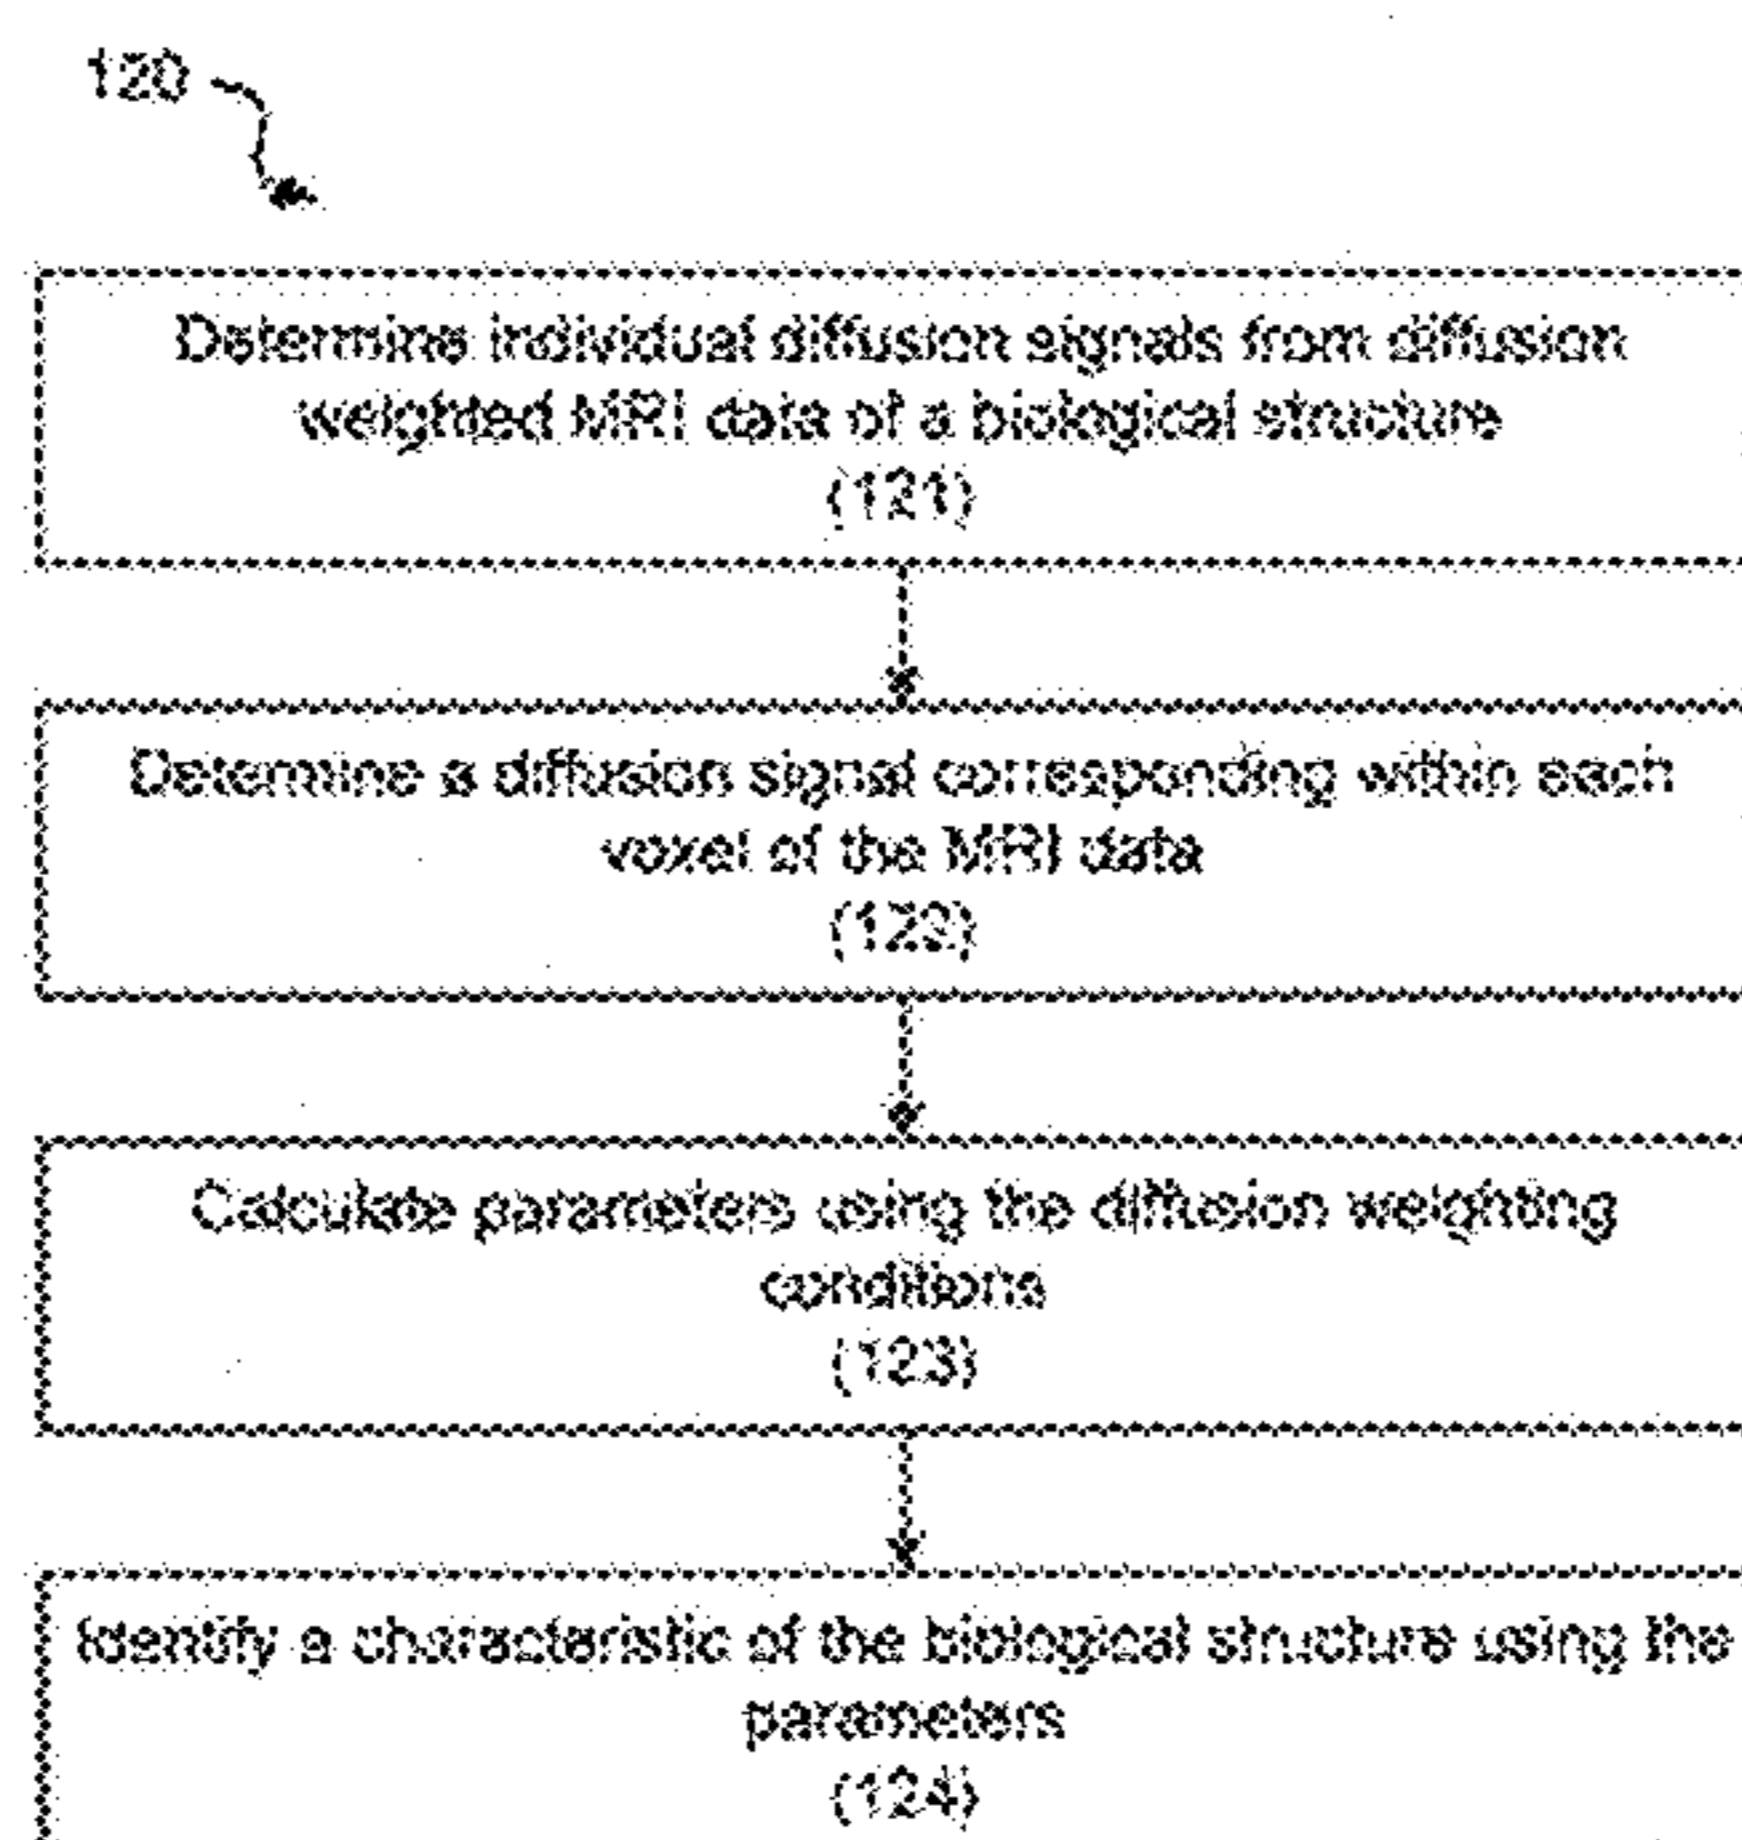 120
Determine individual diffusion signals from diffusion
weighted MRI data of a biological structure
(121)
Determine a diffusion signal corresponding within each
voxel of the MRI data
(122)
Calculate parameters using the diffusion weighting
conditions
(123)
Identify a characteristic of the biological structure using the
parameters
(124)